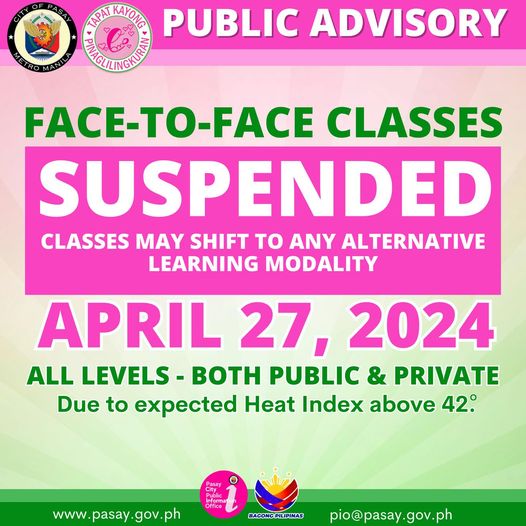 CITY OF PASAY
METRO MANILA
TAPAT KAYONG
PINAGLILINGKURAN
PUBLIC ADVISORY
FACE-TO-FACE CLASSES
SUSPENDED
CLASSES MAY SHIFT TO ANY ALTERNATIVE
LEARNING MODALITY
APRIL 27, 2024
ALL LEVELS - BOTH PUBLIC & PRIVATE
Due to expected Heat Index above 42.°
Pasay
City
Public
Information
Office
i
BAGONG PILIPINAS
www.pasay.gov.ph
pio@pasay.gov.ph